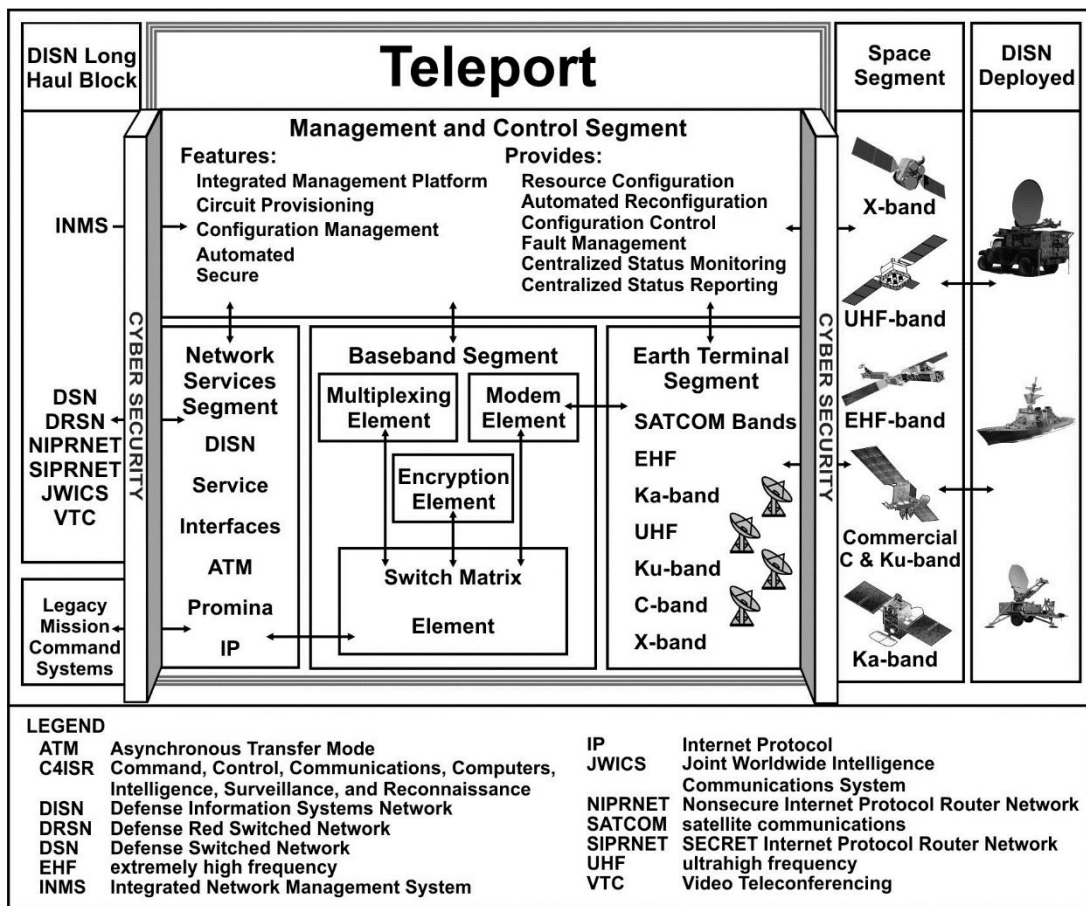 DISN Long
Haul Block
Teleport
Space
Segment
DISN
Deployed
INMS
DSN
DRSN
NIPRNET
SIPRNET
JWICS
VTC
Legacy
Mission
Command
Systems
CYBER SECURITY
Management and Control Segment
Features:
Integrated Management Platform
Circuit Provisioning
Configuration Management
Automated
Secure
Provides:
Resource Configuration
Automated Reconfiguration
Configuration Control
Fault Management
Centralized Status Monitoring
Centralized Status Reporting
Network
Services
Segment
DISN
Service
Interfaces
ATM
Promina
IP
Baseband Segment
Multiplexing
Element
Modem
Element
Encryption
Element
Switch Matrix
Element
Earth Terminal
Segment
SATCOM Bands
EHF
Ka-band
UHF
Ku-band
C-band
X-band
CYBER SECURITY
X-band
UHF-band
EHF-band
Commercial
C & Ku-band
Ka-band
LEGEND
ATM Asynchronous Transfer Mode
C4ISR Command, Control, Communications, Computers,
Intelligence, Surveillance, and Reconnaissance
DISN Defense Information Systems Network
DRSN Defense Red Switched Network
DSN Defense Switched Network
EHF extremely high frequency
INMS Integrated Network Management System
IP Internet Protocol
JWICS Joint Worldwide Intelligence
Communications System
NIPRNET Nonsecure Internet Protocol Router Network
SATCOM satellite communications
SIPRNET SECRET Internet Protocol Router Network
UHF ultrahigh frequency
VTC Video Teleconferencing